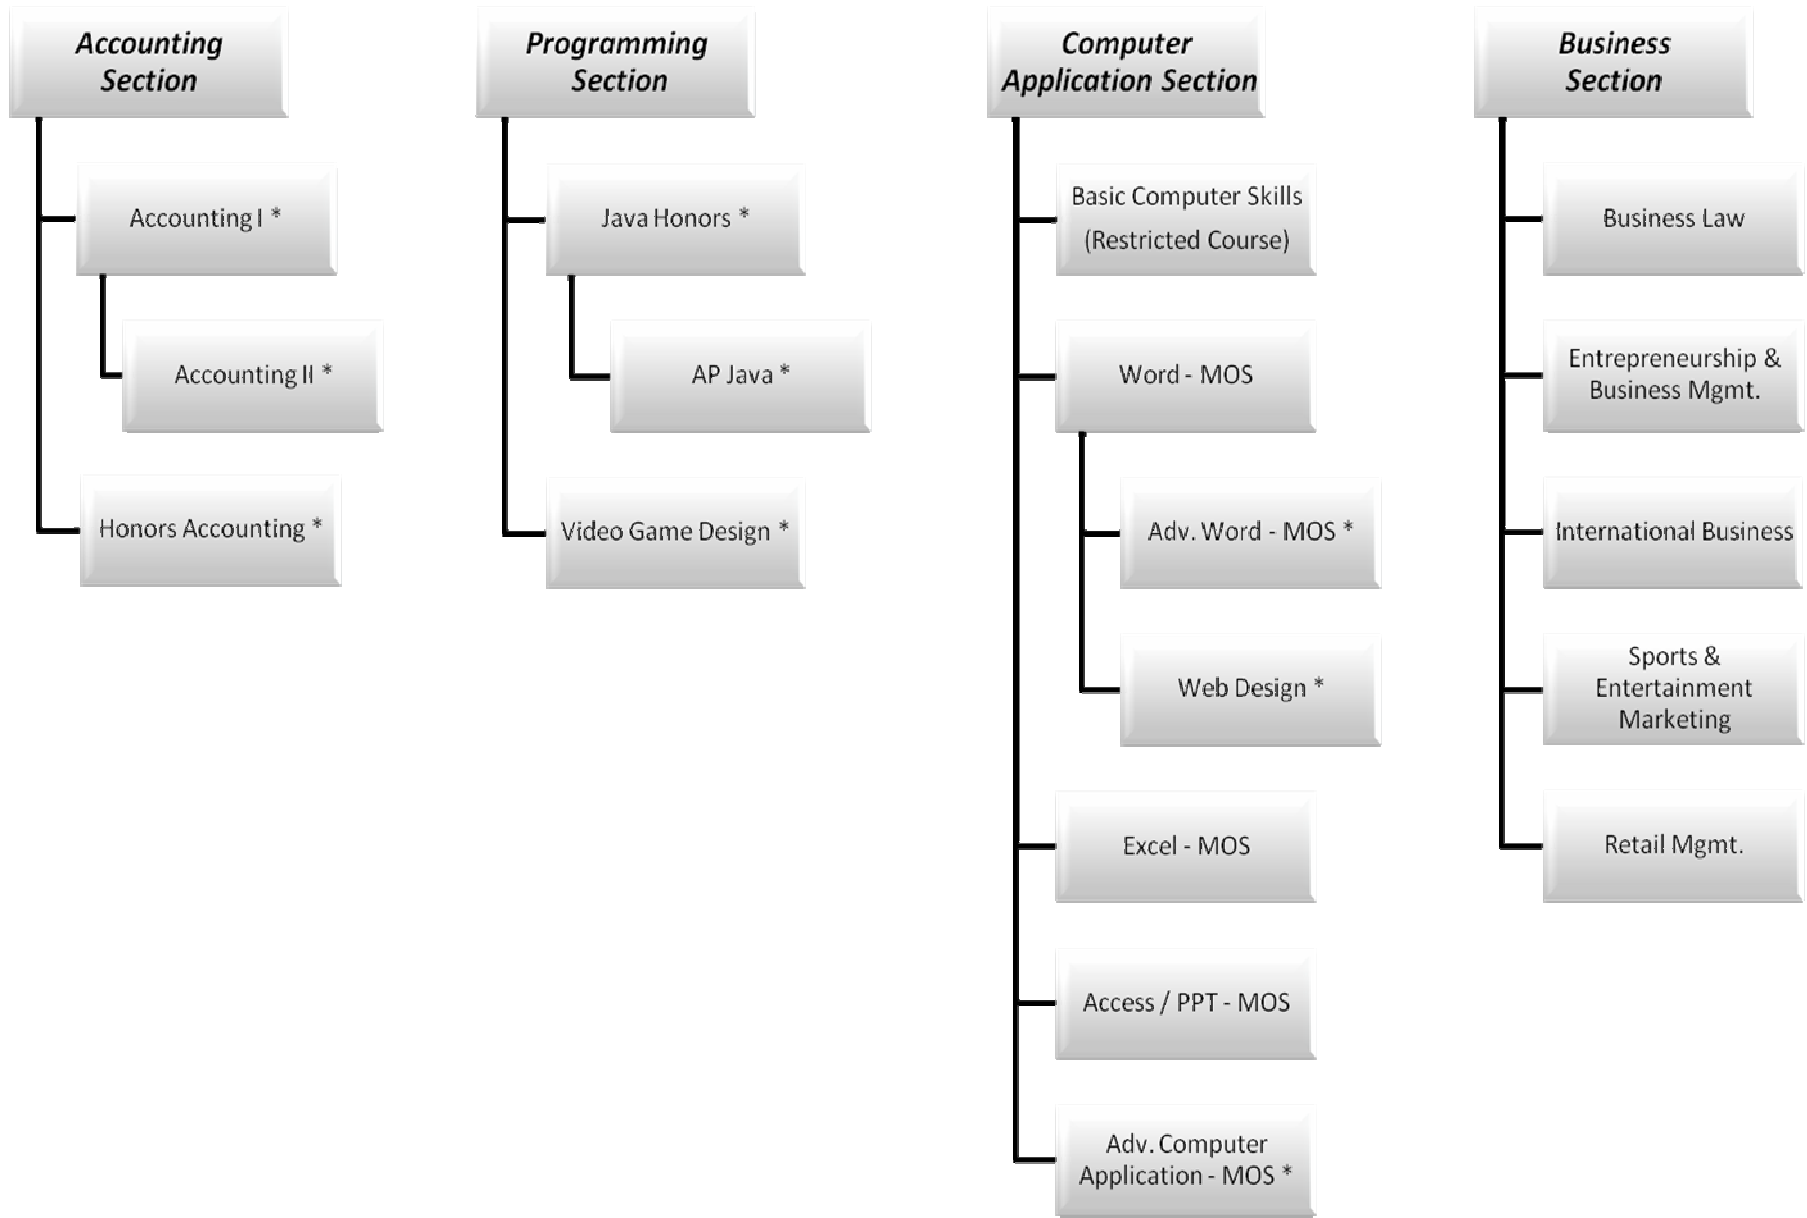 Accounting
Section
Accounting I *
Accounting II *
Honors Accounting *
Programming
Section
Java Honors *
AP Java *
Video Game Design *
Computer
Application Section
Basic Computer Skills
(Restricted Course)
Word - MOS
Adv. Word - MOS *
Web Design *
Excel - MOS
Access / PPT - MOS
Adv. Computer
Application - MOS *
Business
Section
Business Law
Entrepreneurship &
Business Mgmt.
International Business
Sports &
Entertainment
Marketing
Retail Mgmt.